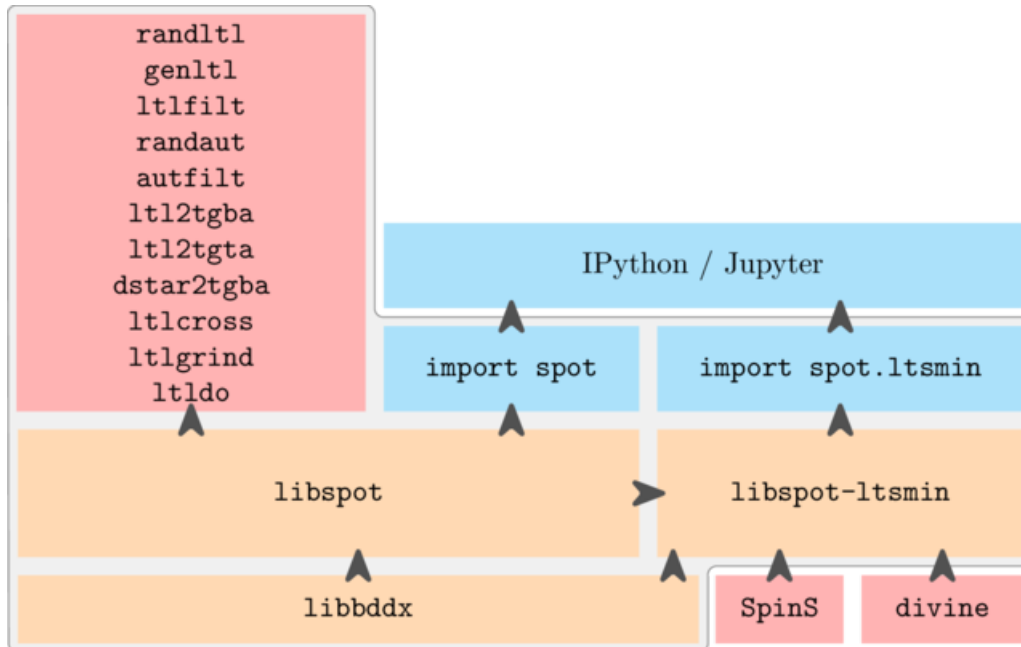 randltl
genltl
ltlfilt
randaut
autfilt
ltl2tgba
ltl2tgta
dstar2tgba
ltlcross
ltlgrind
ltldo
IPython / Jupyter
import spot
import spot.ltsmin
libspot
libspot-ltsmin
libbddx
SpinS
divine